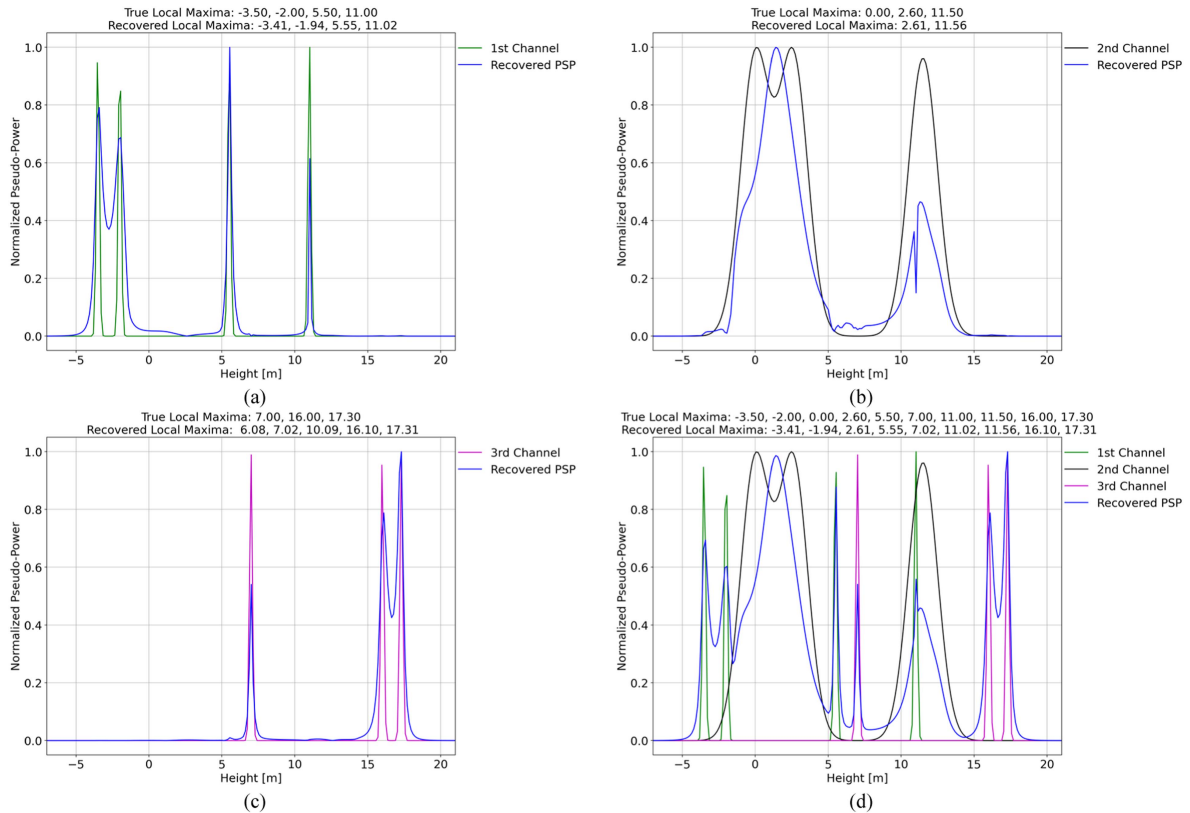 True Local Maxima: -3.50, -2.00, 5.50, 11.00
Recovered Local Maxima: -3.41, -1.94, 5.55, 11.02
1st Channel
Recovered PSP
Normalized Pseudo-Power
1.0
0.8
0.6
0.4
0.2
0.0
−5 0 5 10 15 20
Height [m]
(a)
True Local Maxima: 0.00, 2.60, 11.50
Recovered Local Maxima: 2.61, 11.56
2nd Channel
Recovered PSP
Normalized Pseudo-Power
1.0
0.8
0.6
0.4
0.2
0.0
−5 0 5 10 15 20
Height [m]
(b)
True Local Maxima: 7.00, 16.00, 17.30
Recovered Local Maxima: 6.08, 7.02, 10.09, 16.10, 17.31
3rd Channel
Recovered PSP
Normalized Pseudo-Power
1.0
0.8
0.6
0.4
0.2
0.0
−5 0 5 10 15 20
Height [m]
(c)
True Local Maxima: -3.50, -2.00, 0.00, 2.60, 5.50, 7.00, 11.00, 11.50, 16.00, 17.30
Recovered Local Maxima: -3.41, -1.94, 2.61, 5.55, 7.02, 11.02, 11.56, 16.10, 17.31
1st Channel
2nd Channel
3rd Channel
Recovered PSP
Normalized Pseudo-Power
1.0
0.8
0.6
0.4
0.2
0.0
−5 0 5 10 15 20
Height [m]
(d)